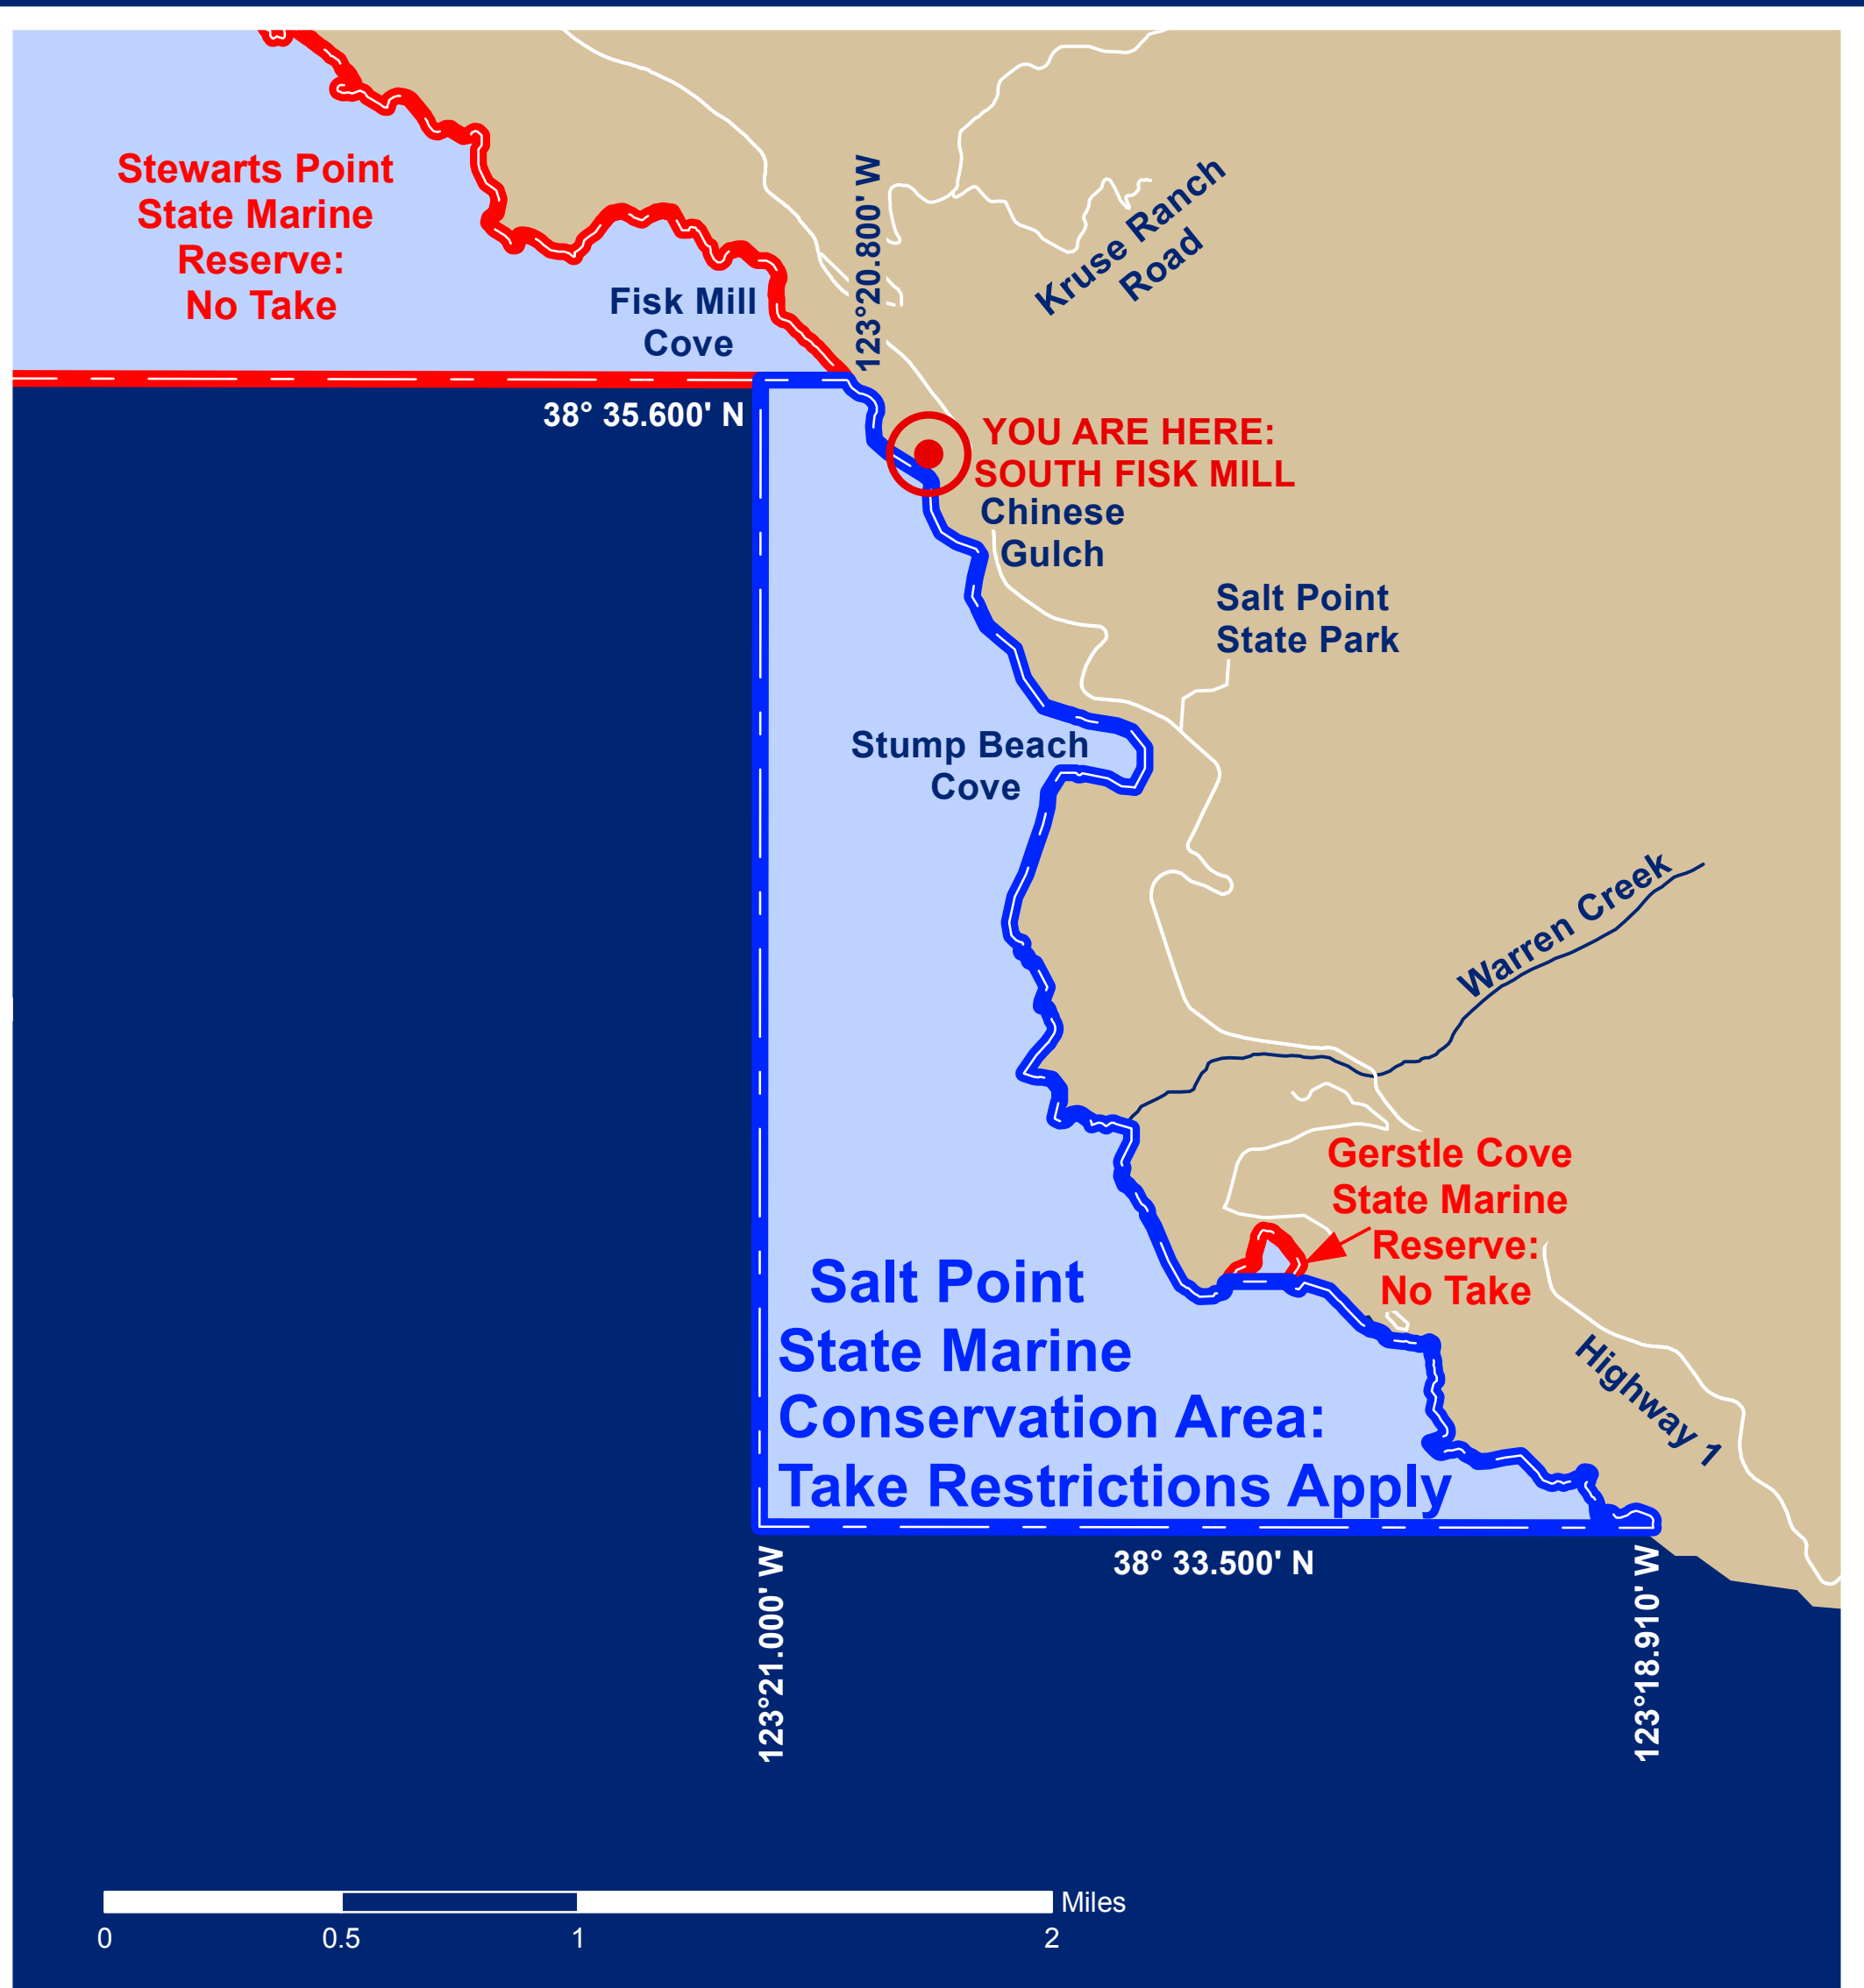 Stewarts Point
State Marine
Reserve:
No Take
Fisk Mill
Cove
123°20.800' W
Kruse Ranch
Road
38° 35.600' N
YOU ARE HERE:
SOUTH FISK MILL
Chinese
Gulch
Salt Point
State Park
Stump Beach
Cove
Warren Creek
Gerstle Cove
State Marine
Reserve:
No Take
Salt Point
State Marine
Conservation Area:
Take Restrictions Apply
Highway 1
38° 33.500' N
123°21.000' W
123°18.910' W
Miles
0 0.5 1 2